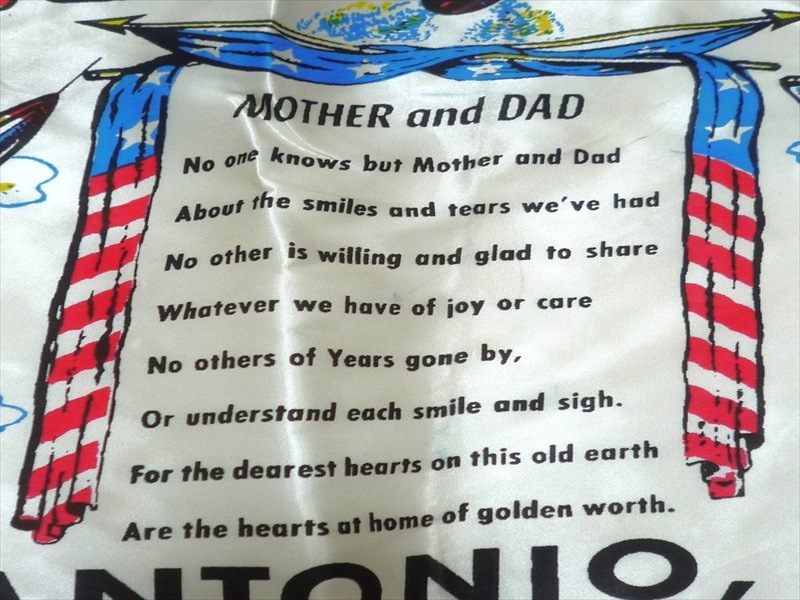 MOTHER and DAD
No one knows but Mother and Dad
About the smiles and tears we've had
No other is willing and glad to share
Whatever we have of joy or care
No others of Years gone by,
Or understand each smile and sigh.
For the dearest hearts on this old earth
Are the hearts at home of golden worth.
ANTONIO,